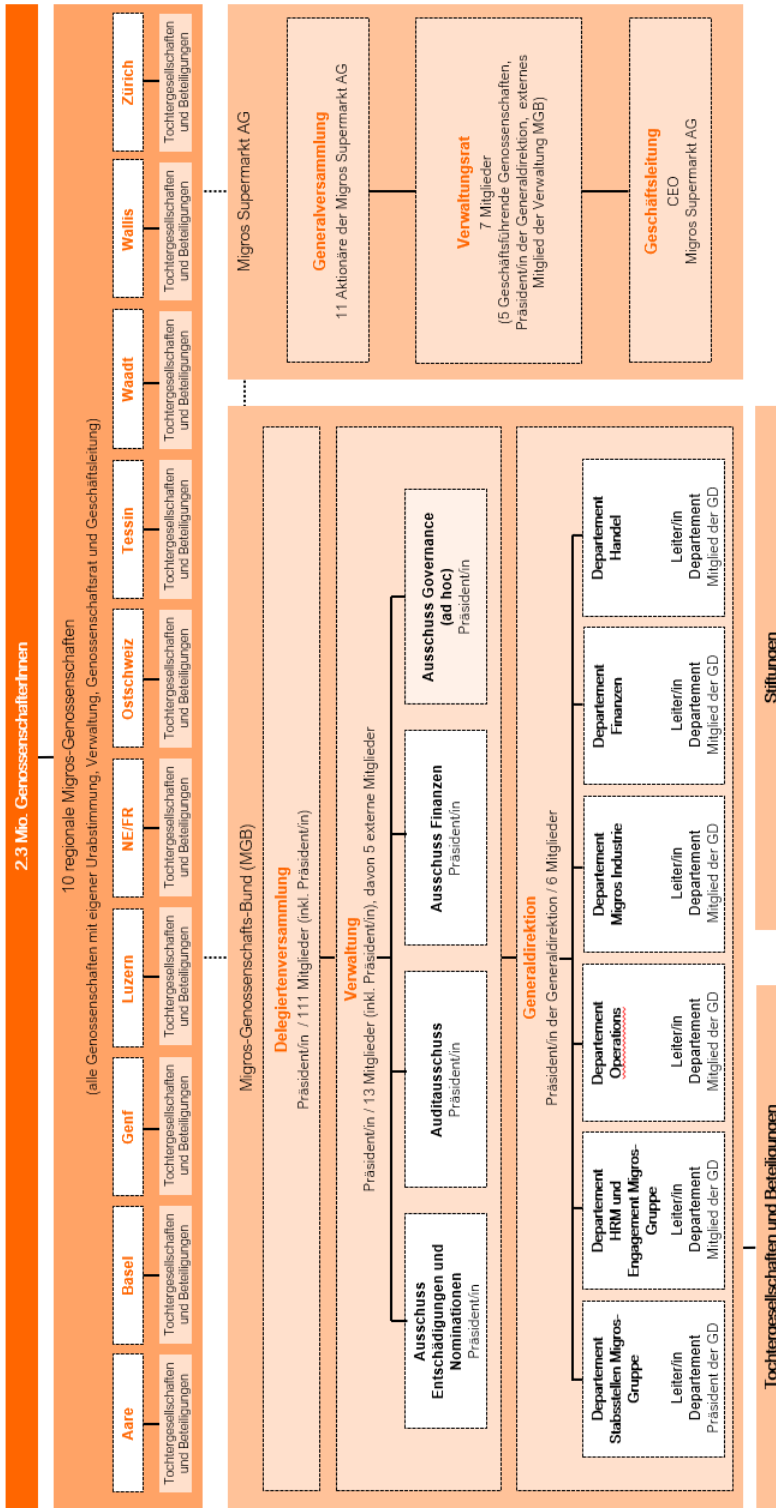 2.3 Mio. GenossenschafterInnen
10 regionale Migros-Genossenschaften
(alle Genossenschaften mit eigener Urabstimmung, Verwaltung, Genossenschaftsrat und Geschäftsleitung)
Aare
Tochtergesellschaften
und Beteiligungen
Basel
Tochtergesellschaften
und Beteiligungen
Genf
Tochtergesellschaften
und Beteiligungen
Luzern
Tochtergesellschaften
und Beteiligungen
NE/FR
Tochtergesellschaften
und Beteiligungen
Ostschweiz
Tochtergesellschaften
und Beteiligungen
Tessin
Tochtergesellschaften
und Beteiligungen
Waadt
Tochtergesellschaften
und Beteiligungen
Wallis
Tochtergesellschaften
und Beteiligungen
Zürich
Tochtergesellschaften
und Beteiligungen
Migros-Genossenschafts-Bund (MGB)
Delegiertenversammlung
Präsident/in / 111 Mitglieder (inkl. Präsident/in)
Verwaltung
Präsident/in / 13 Mitglieder (inkl. Präsident/in), davon 5 externe Mitglieder
Ausschuss
Entschädigungen und
Nominationen
Präsident/in
Auditausschuss
Präsident/in
Ausschuss Finanzen
Präsident/in
Ausschuss Governance
(ad hoc)
Präsident/in
Generaldirektion
Präsident/in der Generaldirektion / 6 Mitglieder
Departement
Stabsstellen Migros-
Gruppe
Leiter/in
Departement
Präsident der GD
Departement
HRM und
Engagement Migros-
Gruppe
Leiter/in
Departement
Mitglied der GD
Departement
Operations
Leiter/in
Departement
Mitglied der GD
Departement
Migros Industrie
Leiter/in
Departement
Mitglied der GD
Departement
Finanzen
Leiter/in
Departement
Mitglied der GD
Departement
Handel
Leiter/in
Departement
Mitglied der GD
Migros Supermarkt AG
Generalversammlung
11 Aktionäre der Migros Supermarkt AG
Verwaltungsrat
7 Mitglieder
(5 Geschäftsführende Genossenschaften,
Präsident/in der Generaldirektion, externes
Mitglied der Verwaltung MGB)
Geschäftsleitung
CEO
Migros Supermarkt AG
Tochtergesellschaften und Beteiligungen
Stiftungen